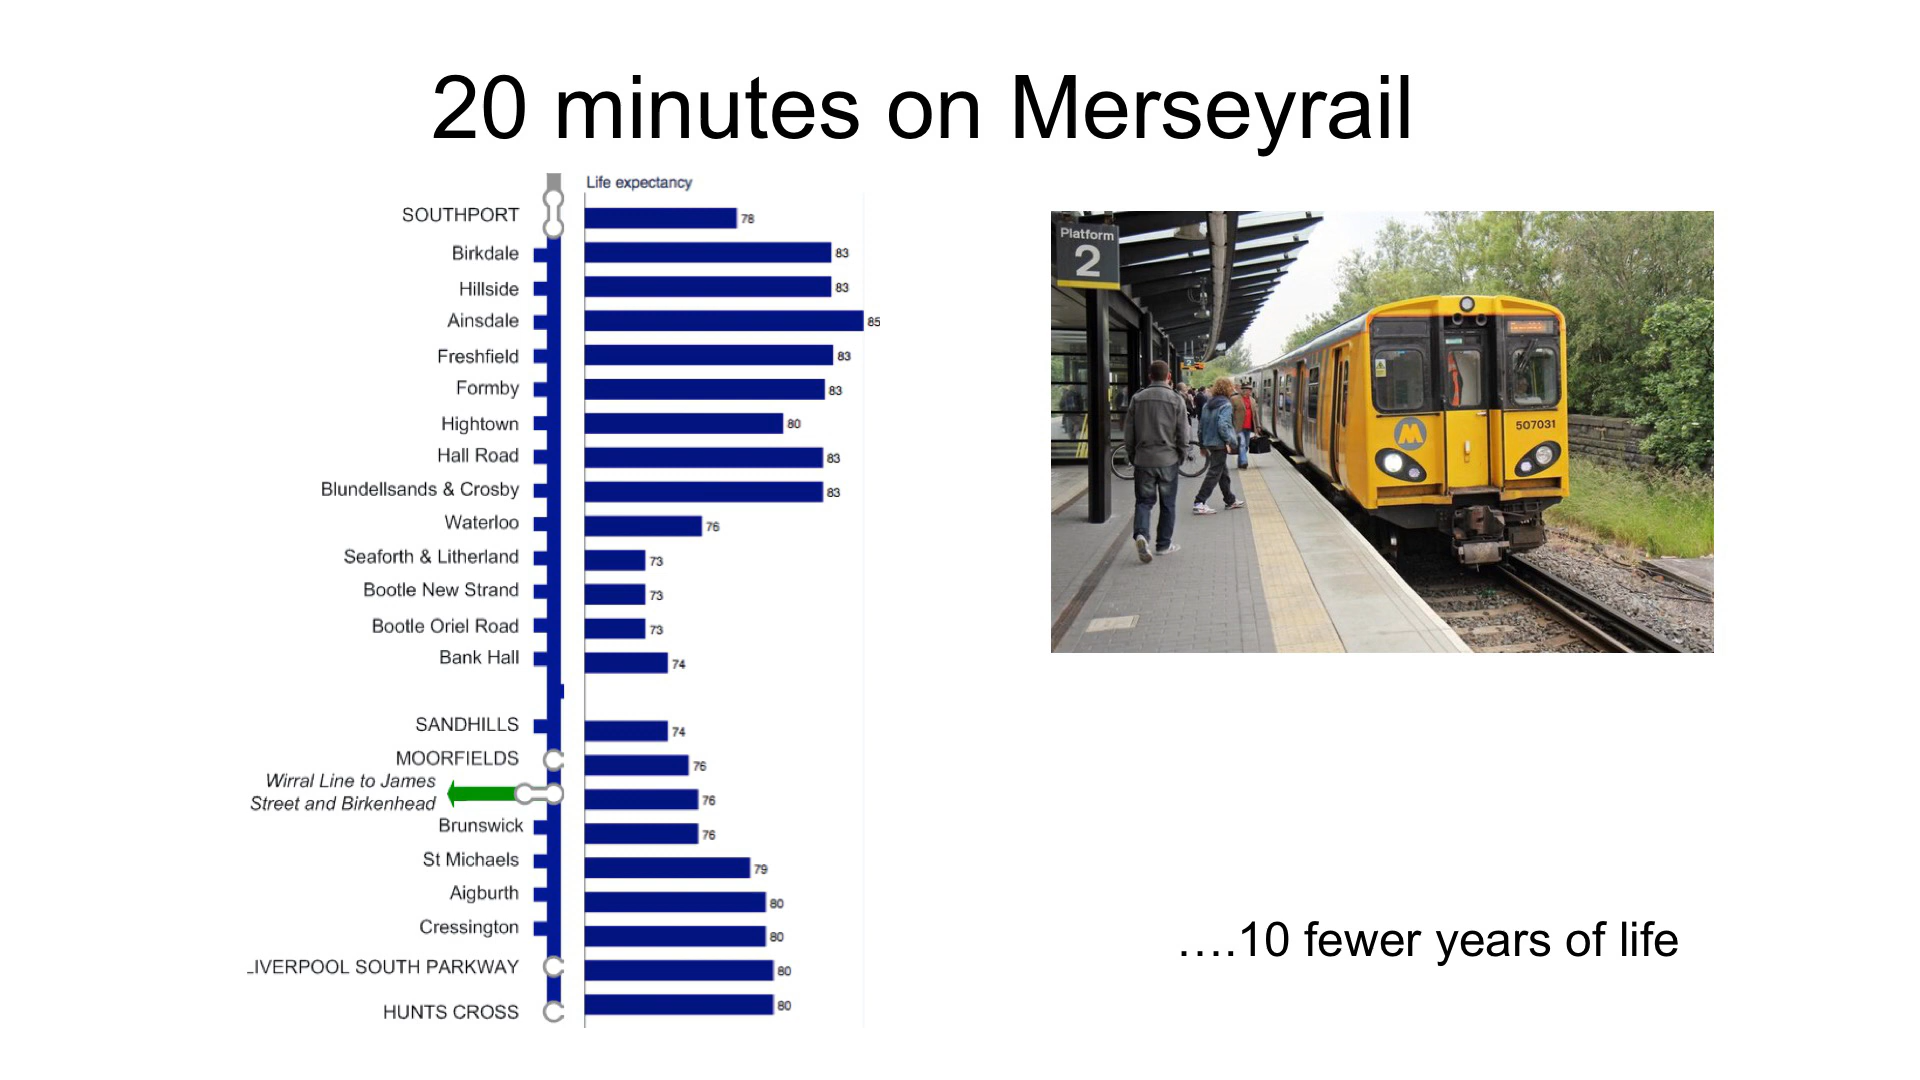 20 minutes on Merseyrail
Life expectancy
SOUTHPORT 78
Birkdale 83
Hillside 83
Ainsdale 85
Freshfield 83
Formby 83
Hightown 80
Hall Road 83
Blundellsands & Crosby 83
Waterloo 76
Seaforth & Litherland 73
Bootle New Strand 73
Bootle Oriel Road 73
Bank Hall 74
SANDHILLS 74
MOORFIELDS 76
Wirral Line to James
Street and Birkenhead 76
Brunswick 76
St Michaels 79
Aigburth 80
Cressington 80
LIVERPOOL SOUTH PARKWAY 80
HUNTS CROSS 80
Platform
2
507031
….10 fewer years of life